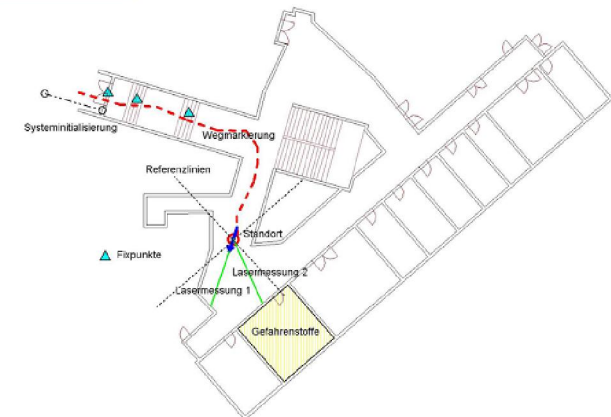 G
Systeminitialisierung
Wegmarkierung
Referenzlinien
Standort
Fixpunkte
Lasermessung 2
Lasermessung 1
Gefahrenstoffe